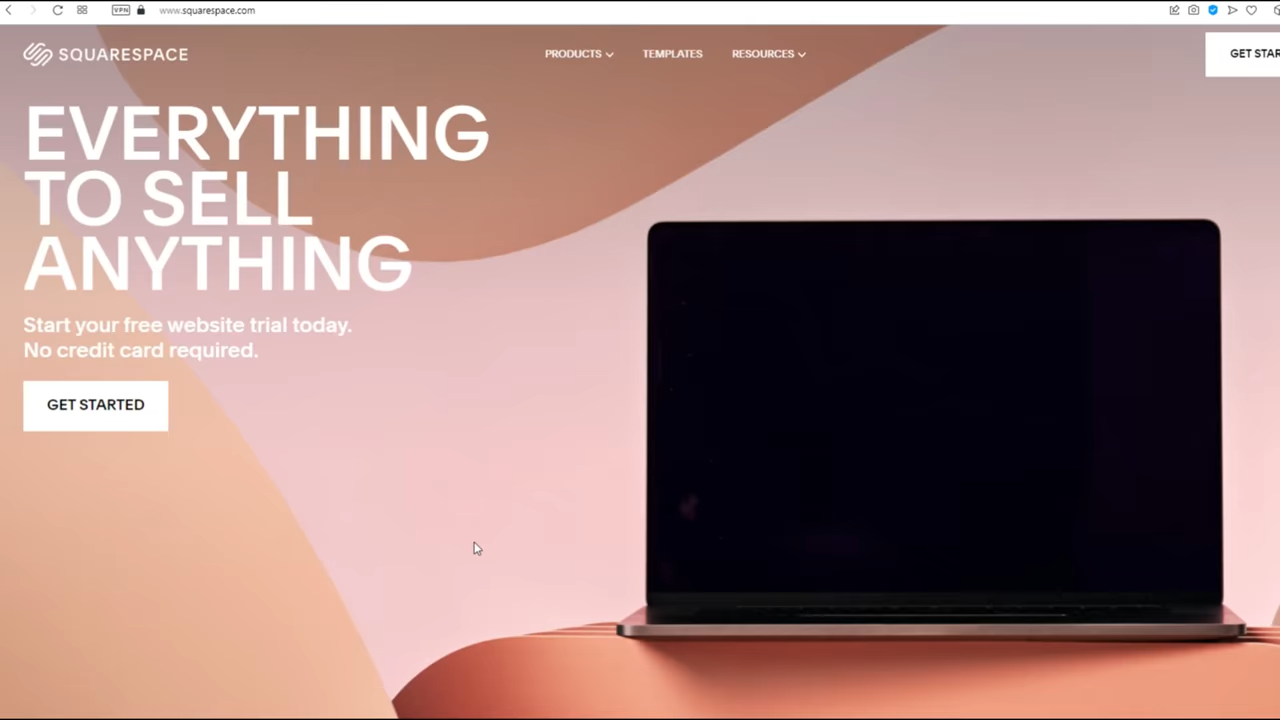 VPN
www.squarespace.com
SQUARESPACE
PRODUCTS
TEMPLATES
RESOURCES
GET STAR
EVERYTHING
TO SELL
ANYTHING
Start your free website trial today.
No credit card required.
GET STARTED